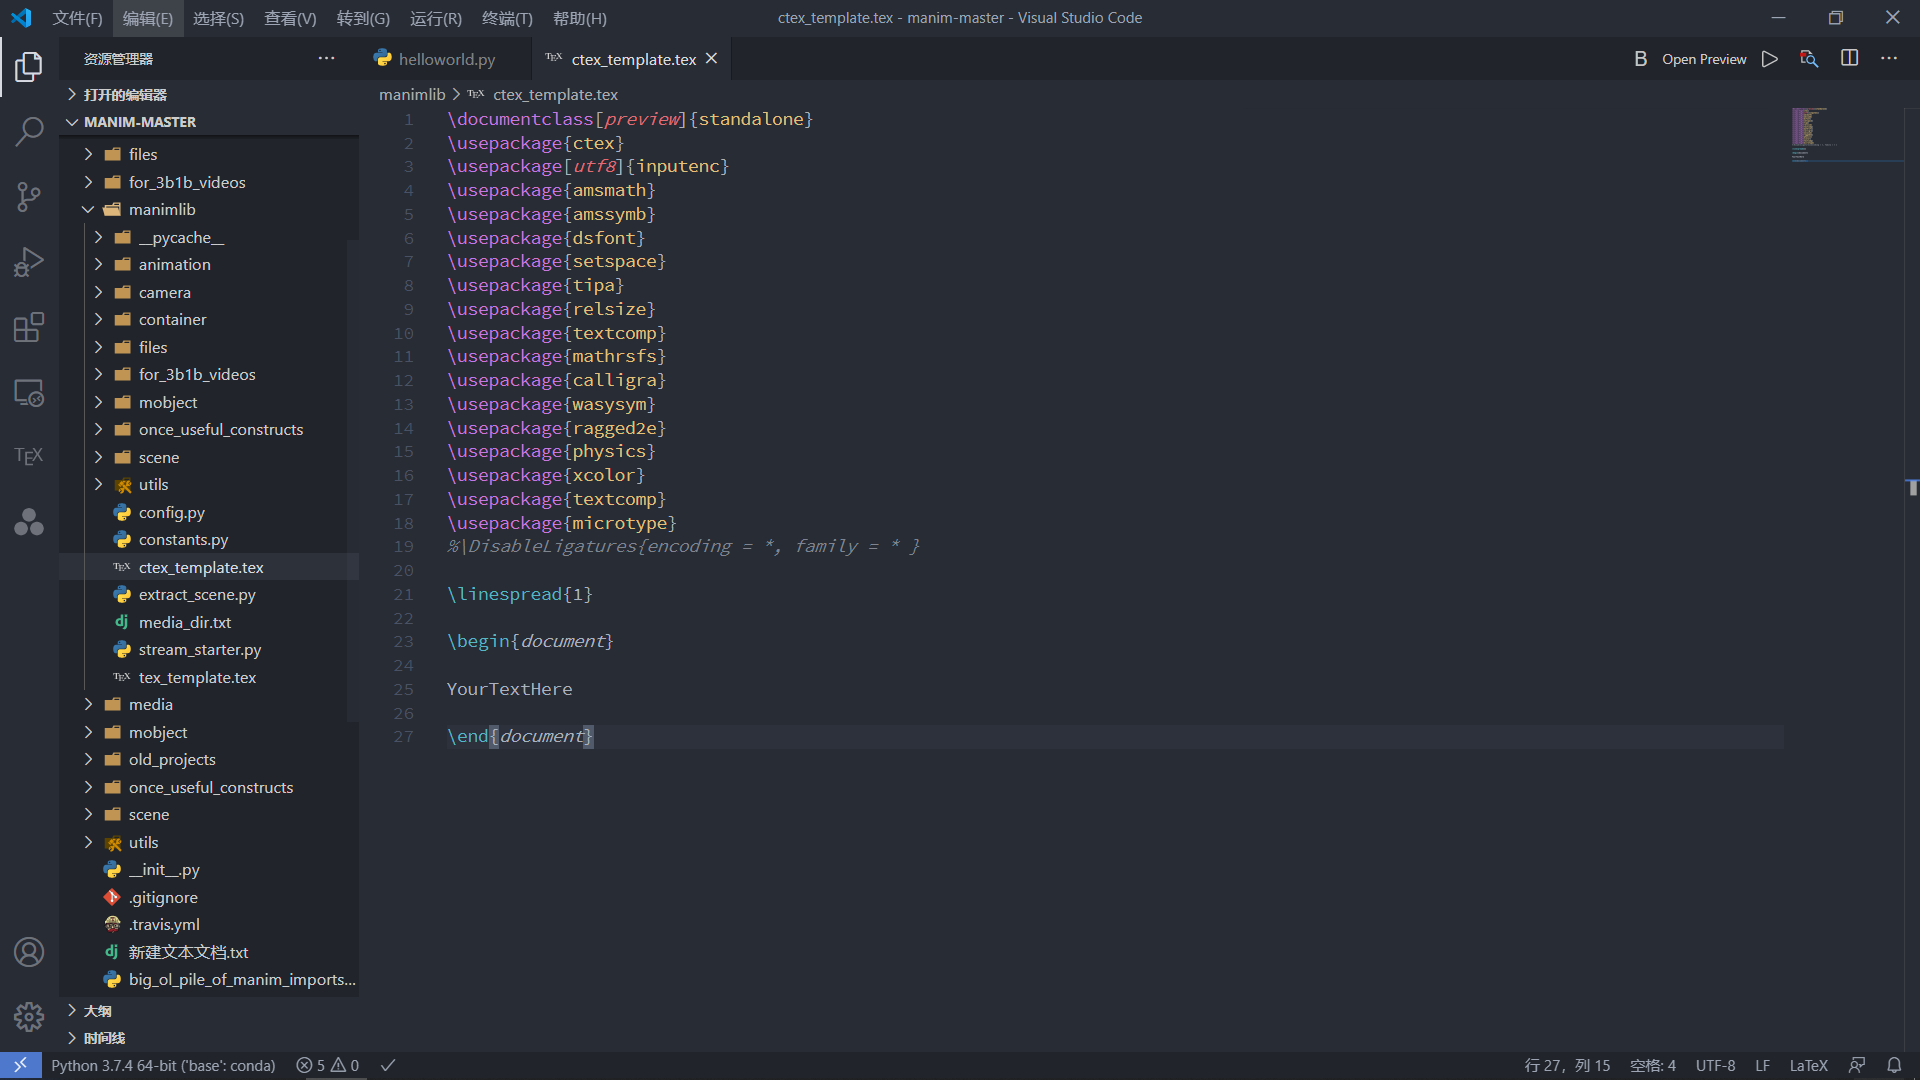 文件(F) 编辑(E) 选择(S) 查看(V) 转到(G) 运行(R) 终端(T) 帮助(H) ctex_template.tex - manim-master - Visual Studio Code
资源管理器
打开的编辑器
MANIM-MASTER
files
for_3b1b_videos
manimlib
__pycache__
animation
camera
container
files
for_3b1b_videos
mobject
once_useful_constructs
scene
utils
config.py
constants.py
TEX ctex_template.tex
extract_scene.py
dj media_dir.txt
stream_starter.py
TEX tex_template.tex
media
mobject
old_projects
once_useful_constructs
scene
utils
__init__.py
.gitignore
.travis.yml
dj 新建文本文档.txt
big_ol_pile_of_manim_imports...
大纲
时间线
TEX
helloworld.py TEX ctex_template.tex B Open Preview
manimlib > TEX ctex_template.tex
1 \documentclass[preview]{standalone}
2 \usepackage{ctex}
3 \usepackage[utf8]{inputenc}
4 \usepackage{amsmath}
5 \usepackage{amssymb}
6 \usepackage{dsfont}
7 \usepackage{setspace}
8 \usepackage{tipa}
9 \usepackage{relsize}
10 \usepackage{textcomp}
11 \usepackage{mathrsfs}
12 \usepackage{calligra}
13 \usepackage{wasysym}
14 \usepackage{ragged2e}
15 \usepackage{physics}
16 \usepackage{xcolor}
17 \usepackage{textcomp}
18 \usepackage{microtype}
19 %\DisableLigatures{encoding = *, family = * }
20
21 \linespread{1}
22
23 \begin{document}
24
25 YourTextHere
26
27 \end{document}
Python 3.7.4 64-bit ('base': conda) 5 0 行 27，列 15 空格: 4 UTF-8 LF LaTeX